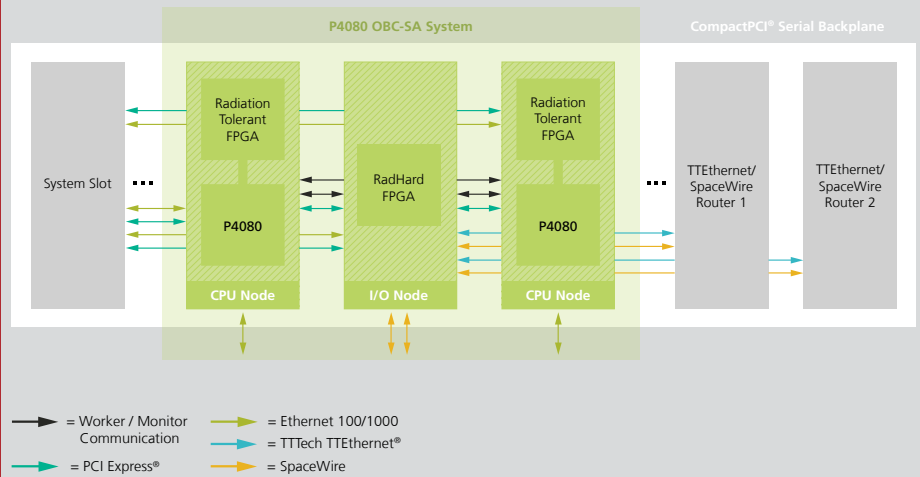 P4080 OBC-SA System
CompactPCI® Serial Backplane
System Slot
Radiation
Tolerant
FPGA
P4080
CPU Node
RadHard
FPGA
I/O Node
Radiation
Tolerant
FPGA
P4080
CPU Node
TTEthernet/
SpaceWire
Router 1
TTEthernet/
SpaceWire
Router 2
= Worker / Monitor
Communication
= PCI Express®
= Ethernet 100/1000
= TTTech TTEthernet®
= SpaceWire